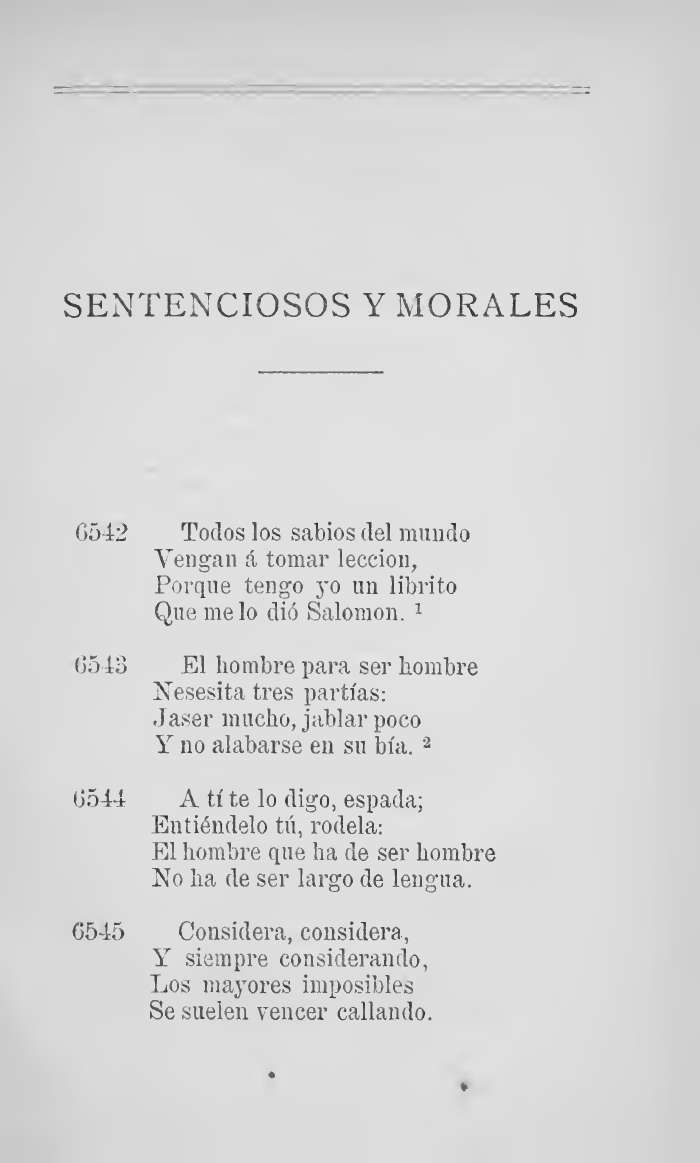 SENTENCIOSOS Y MORALES
6542 Todos los sabios del mundo
Vengan á tomar leccion,
Porque tengo yo un librito
Que me lo dió Salomon. ¹
6543 El hombre para ser hombre
Nesesita tres partías:
Jaser mucho, jablar poco
Y no alabarse en su bía. ²
6544 A tí te lo digo, espada;
Entiéndelo tú, rodela:
El hombre que ha de ser hombre
No ha de ser largo de lengua.
6545 Considera, considera,
Y siempre considerando,
Los mayores imposibles
Se suelen vencer callando.